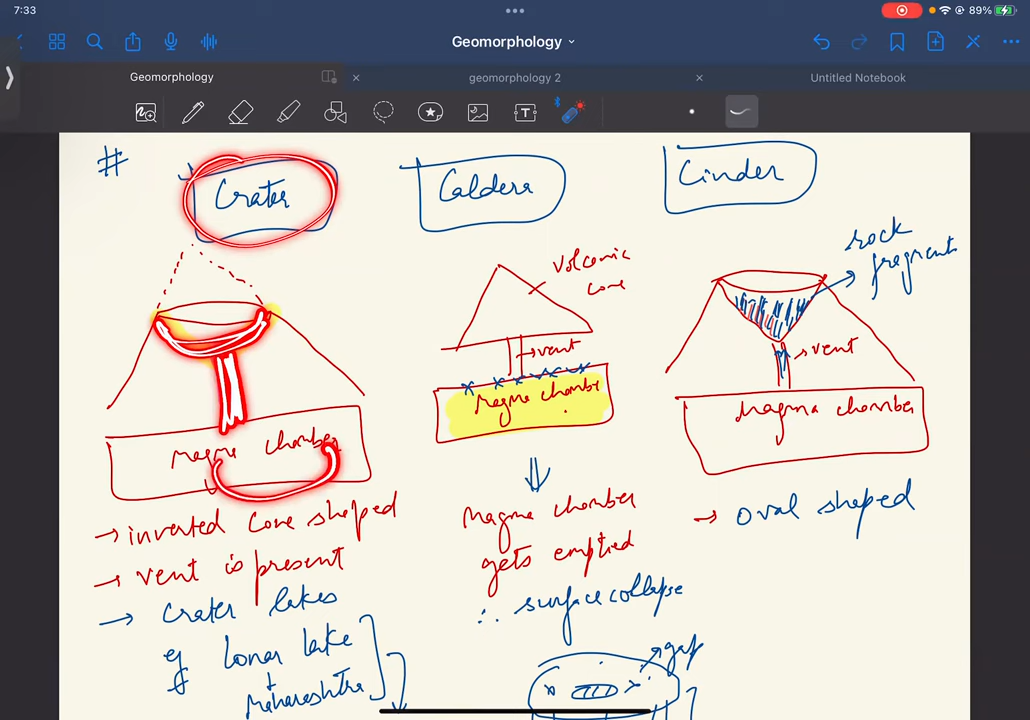 7:33
89%
Geomorphology
Geomorphology
geomorphology 2
Untitled Notebook
T
#
Crater
Caldera
Cinder
rock
fragment
volcanic
cone
vent
magma chamber
magma chamber
vent
magma chamber
→ inverted cone shaped
→ vent is present
→ crater lakes
eg lonar lake
↓
Maharashtra
⇓
magma chamber
gets emptied
∴ surface collapse
→ gap
→ oval shaped